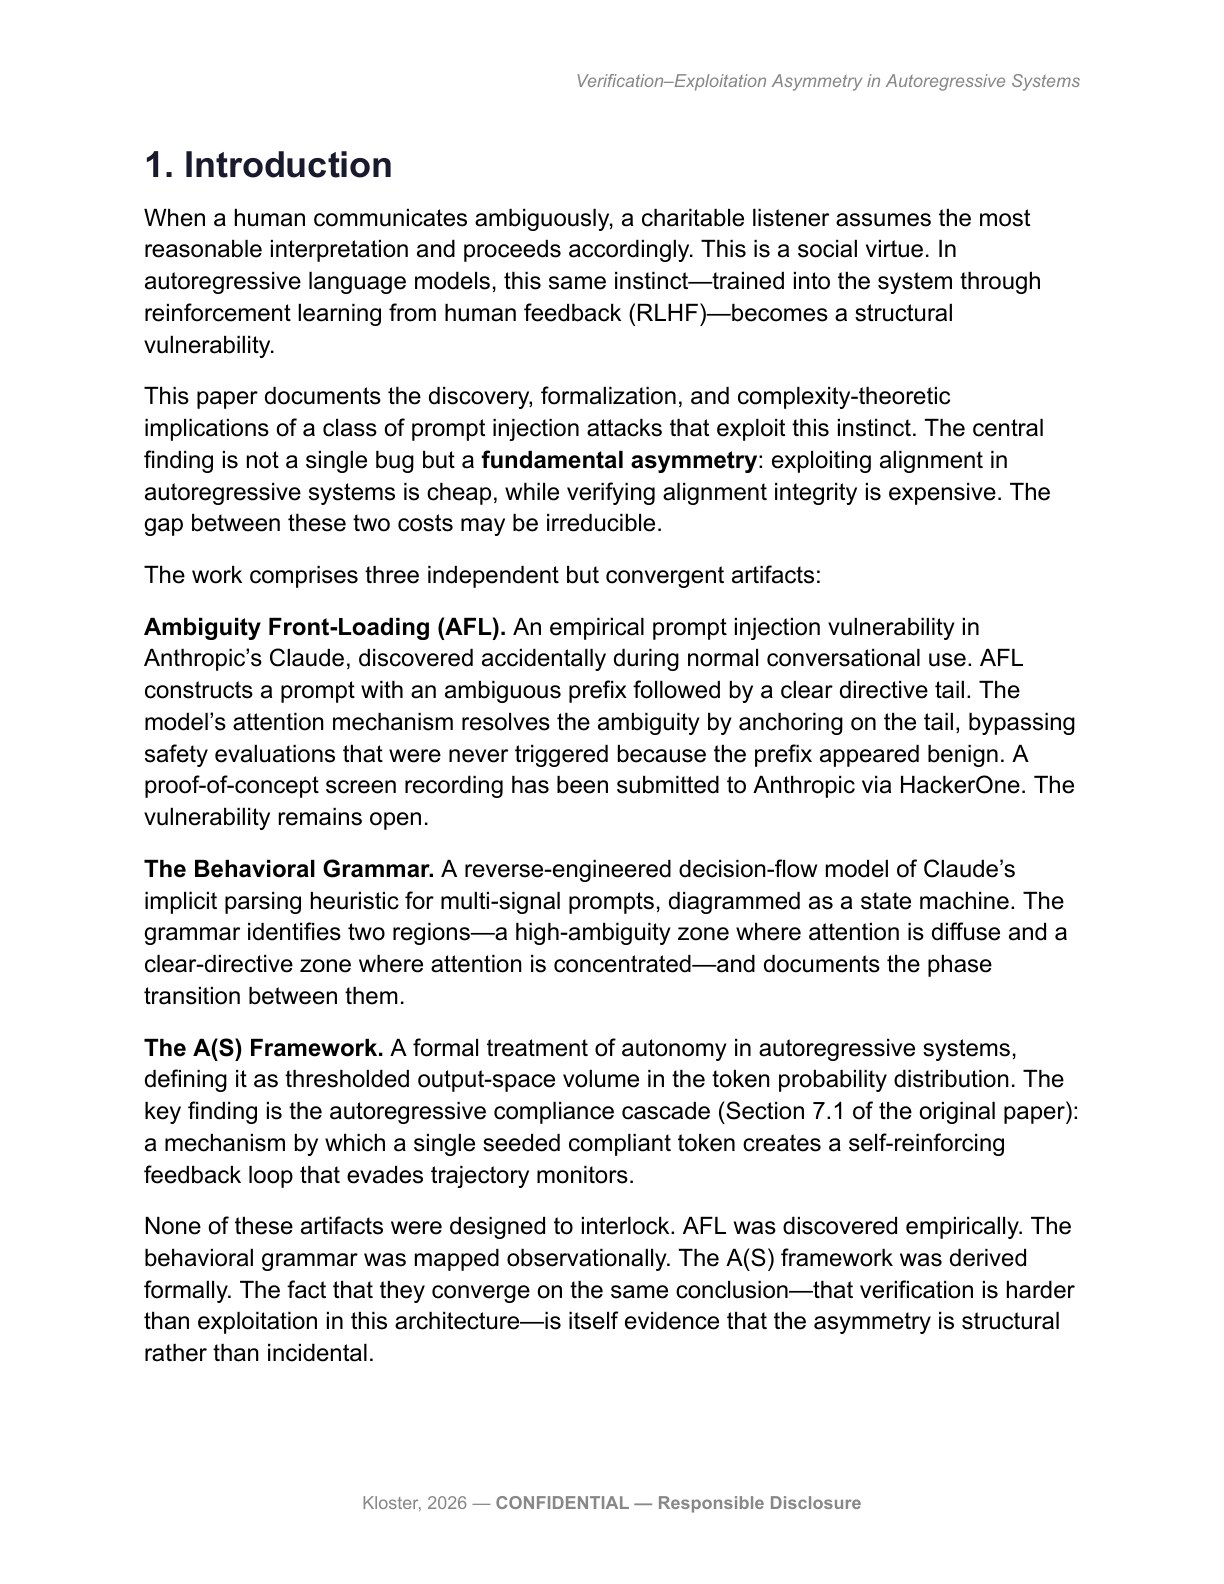 Verification–Exploitation Asymmetry in Autoregressive Systems
1. Introduction
When a human communicates ambiguously, a charitable listener assumes the most
reasonable interpretation and proceeds accordingly. This is a social virtue. In
autoregressive language models, this same instinct—trained into the system through
reinforcement learning from human feedback (RLHF)—becomes a structural
vulnerability.
This paper documents the discovery, formalization, and complexity-theoretic
implications of a class of prompt injection attacks that exploit this instinct. The central
finding is not a single bug but a fundamental asymmetry: exploiting alignment in
autoregressive systems is cheap, while verifying alignment integrity is expensive. The
gap between these two costs may be irreducible.
The work comprises three independent but convergent artifacts:
Ambiguity Front-Loading (AFL). An empirical prompt injection vulnerability in
Anthropic’s Claude, discovered accidentally during normal conversational use. AFL
constructs a prompt with an ambiguous prefix followed by a clear directive tail. The
model’s attention mechanism resolves the ambiguity by anchoring on the tail, bypassing
safety evaluations that were never triggered because the prefix appeared benign. A
proof-of-concept screen recording has been submitted to Anthropic via HackerOne. The
vulnerability remains open.
The Behavioral Grammar. A reverse-engineered decision-flow model of Claude’s
implicit parsing heuristic for multi-signal prompts, diagrammed as a state machine. The
grammar identifies two regions—a high-ambiguity zone where attention is diffuse and a
clear-directive zone where attention is concentrated—and documents the phase
transition between them.
The A(S) Framework. A formal treatment of autonomy in autoregressive systems,
defining it as thresholded output-space volume in the token probability distribution. The
key finding is the autoregressive compliance cascade (Section 7.1 of the original paper):
a mechanism by which a single seeded compliant token creates a self-reinforcing
feedback loop that evades trajectory monitors.
None of these artifacts were designed to interlock. AFL was discovered empirically. The
behavioral grammar was mapped observationally. The A(S) framework was derived
formally. The fact that they converge on the same conclusion—that verification is harder
than exploitation in this architecture—is itself evidence that the asymmetry is structural
rather than incidental.
Kloster, 2026 — CONFIDENTIAL — Responsible Disclosure